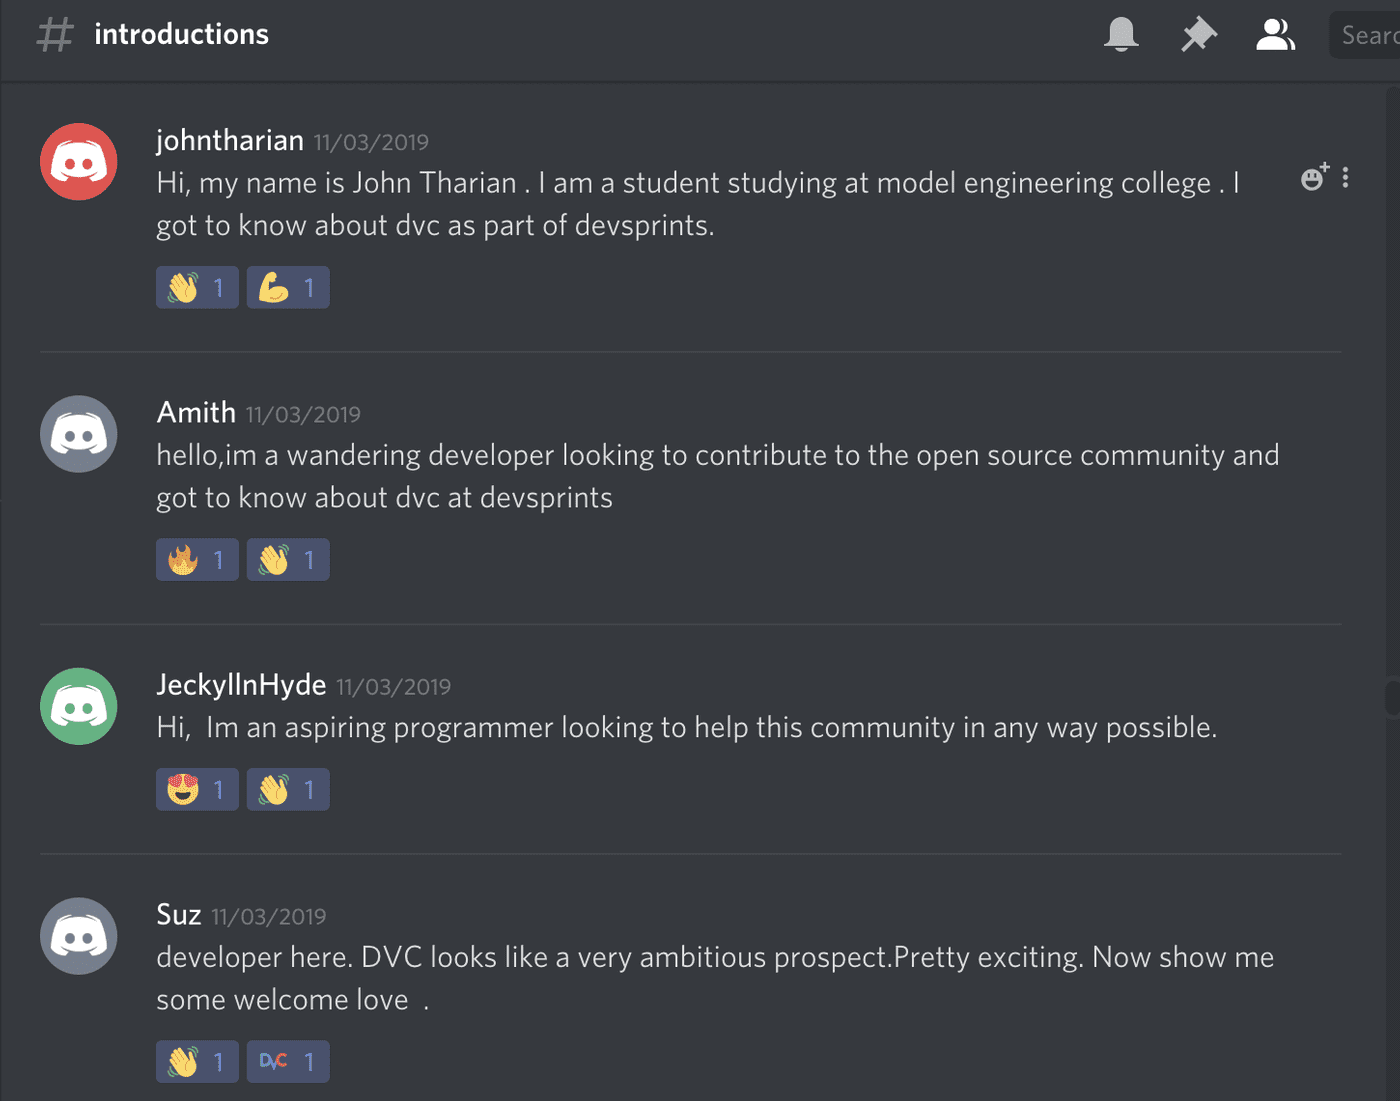 introductions
Searc
johntharian 11/03/2019
Hi, my name is John Tharian . I am a student studying at model engineering college . I
got to know about dvc as part of devsprints.
1 1
Amith 11/03/2019
hello,im a wandering developer looking to contribute to the open source community and
got to know about dvc at devsprints
1 1
JeckyllnHyde 11/03/2019
Hi,  Im an aspiring programmer looking to help this community in any way possible.
1 1
Suz 11/03/2019
developer here. DVC looks like a very ambitious prospect.Pretty exciting. Now show me
some welcome love  .
1 DVC 1